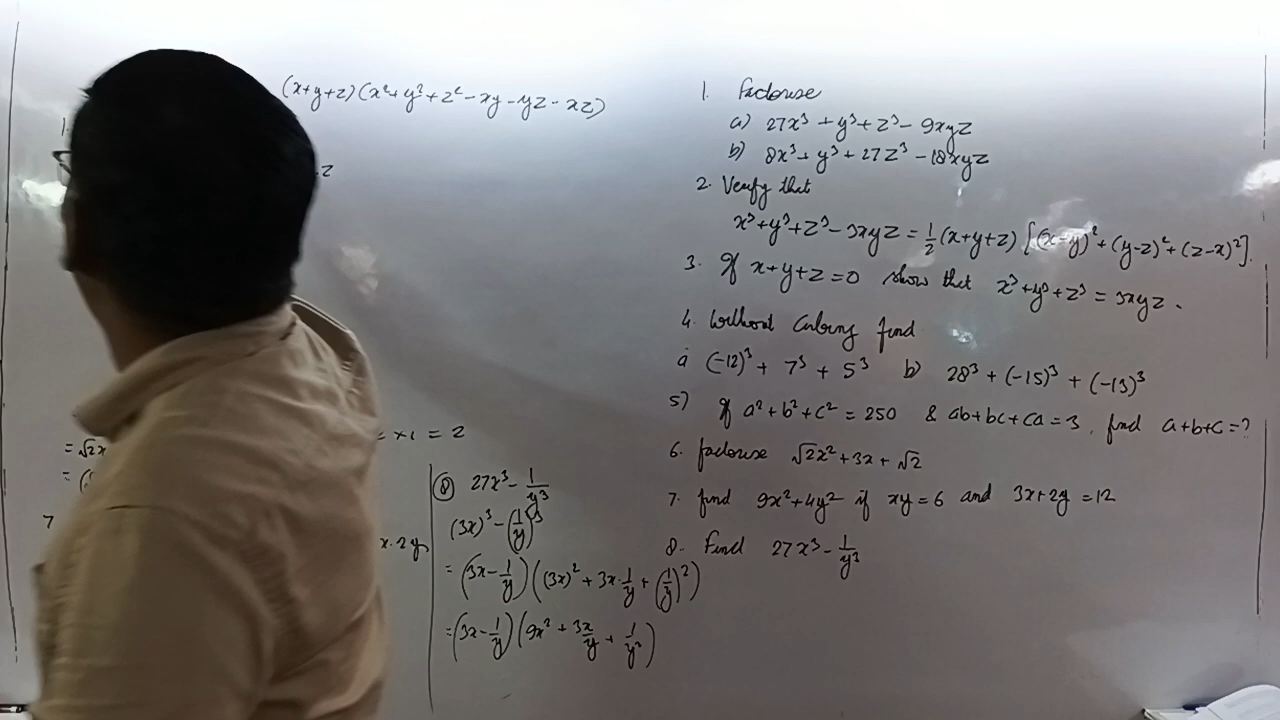 (x+y+z)(x²+y²+z²-xy-yz-xz)
1.
z
= x1 = 2
= √2x
= (
7
x·2y
⑧ 27x³ - 1/y³
(3x)³ - (1/y)³
= (3x - 1/y)((3x)² + 3x·1/y + (1/y)²)
= (3x - 1/y)(9x² + 3x/y + 1/y²)
1. Factorise
a) 27x³ + y³ + z³ - 9xyz
b) 8x³ + y³ + 27z³ - 18xyz
2. Verify that
x³+y³+z³-3xyz = 1/2(x+y+z)[(x-y)²+(y-z)²+(z-x)²].
3. If x+y+z=0 show that x³+y³+z³ = 3xyz.
4. Without Cubing find
a (-12)³ + 7³ + 5³ b) 28³ + (-15)³ + (-13)³
5) If a²+b²+c² = 250 & ab+bc+ca=3, find a+b+c=?
6. factorise √2x²+3x+√2
7. find 9x²+4y² if xy=6 and 3x+2y=12
8. Find 27x³ - 1/y³